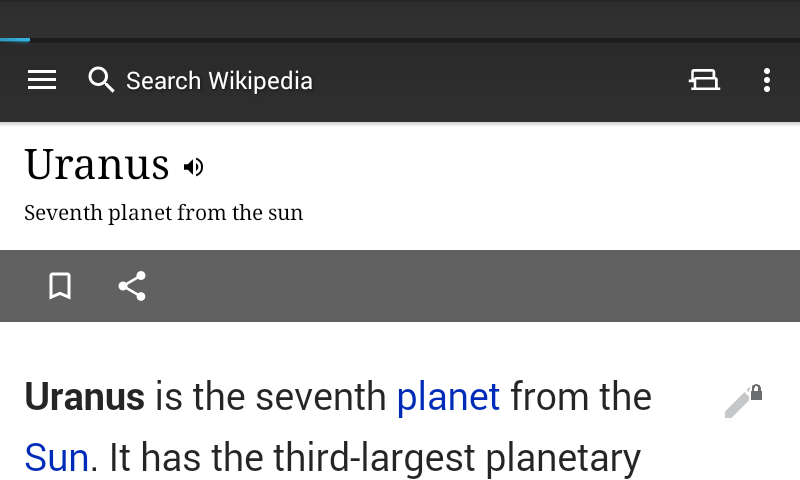 Search Wikipedia
Uranus
Seventh planet from the sun
Uranus is the seventh planet from the
Sun. It has the third-largest planetary